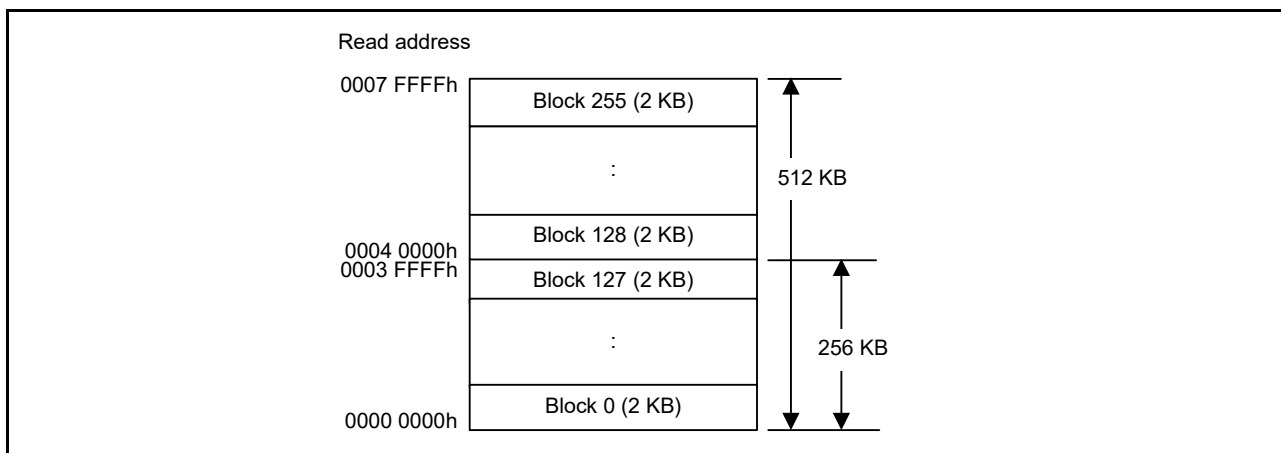 Read address
0007 FFFFh
Block 255 (2 KB)
:
512 KB
Block 128 (2 KB)
0004 0000h
0003 FFFFh
Block 127 (2 KB)
:
256 KB
Block 0 (2 KB)
0000 0000h